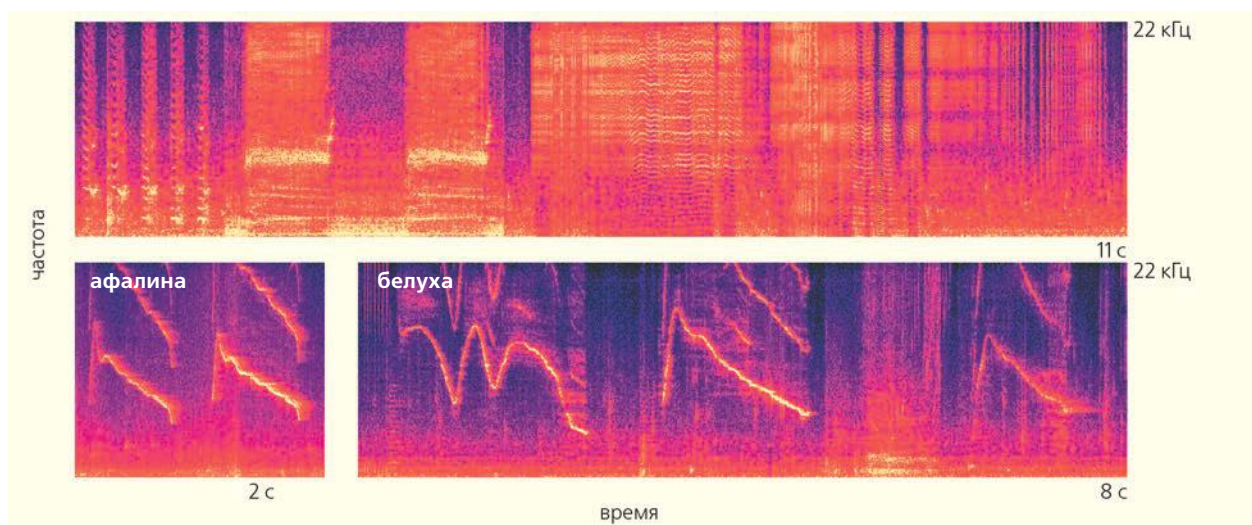 22 кГц
11 с
частота
афалина
белуха
22 кГц
2 с
8 с
время